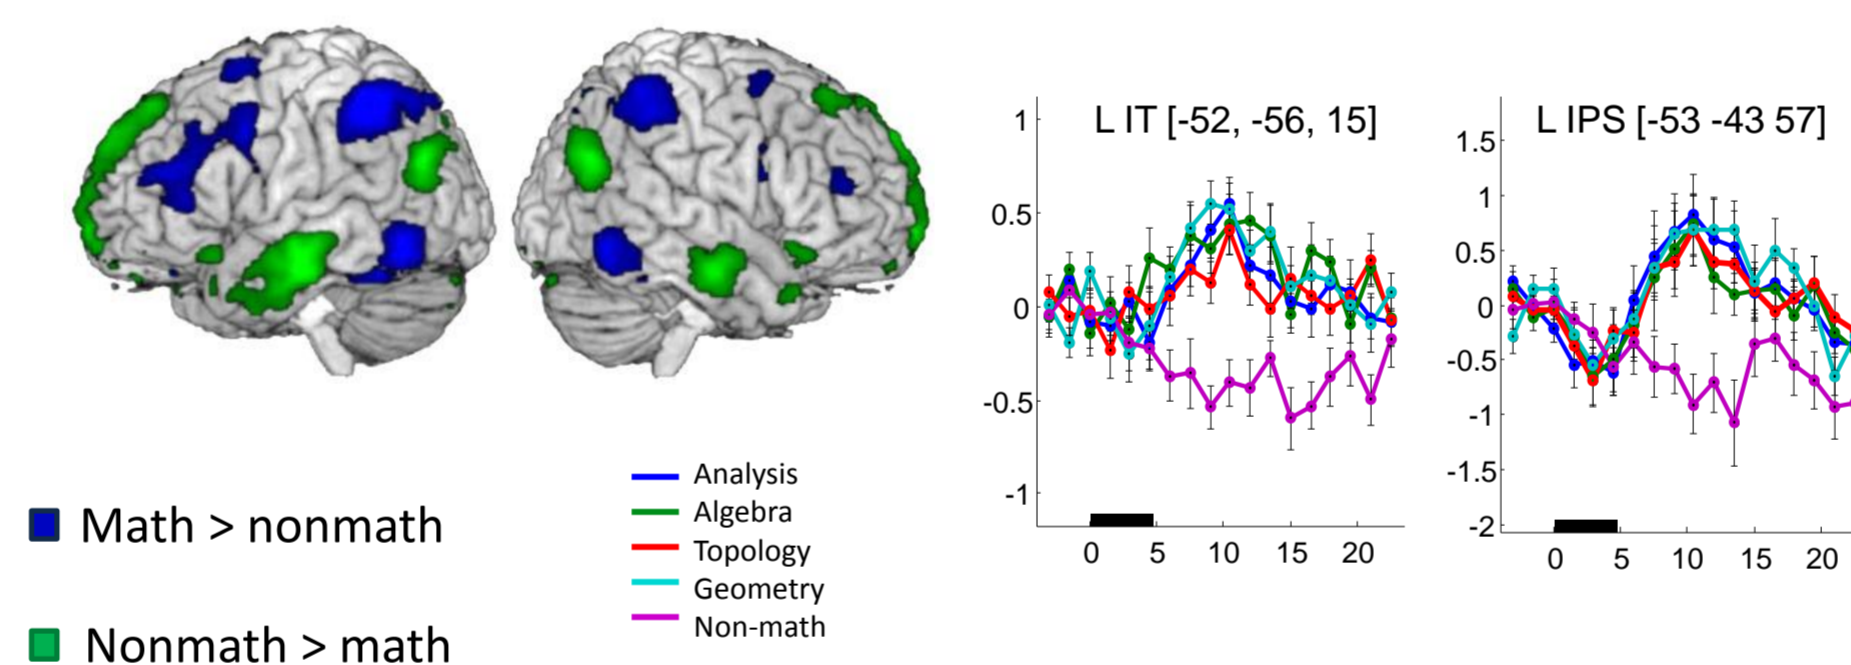 Math > nonmath
Nonmath > math
Analysis
Algebra
Topology
Geometry
Non-math
L IT [-52, -56, 15]
1
0.5
0
-0.5
-1
0 5 10 15 20
L IPS [-53 -43 57]
1.5
1
0.5
0
-0.5
-1
-1.5
-2
0 5 10 15 20